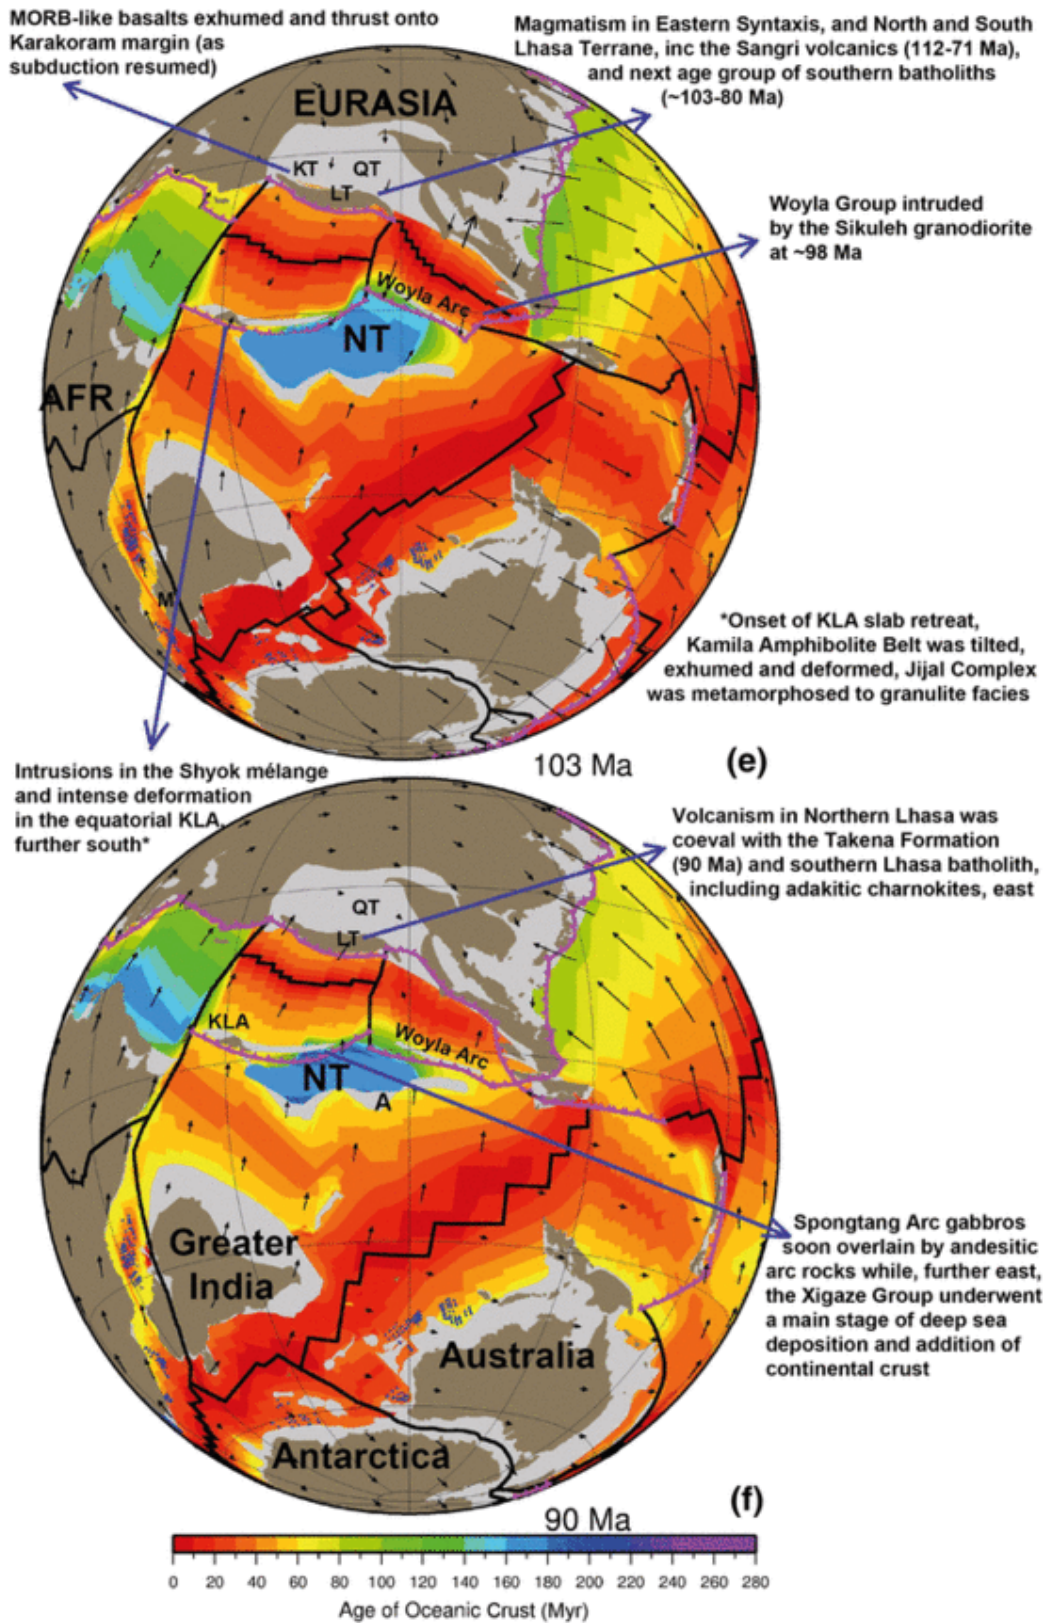 MORB-like basalts exhumed and thrust onto
Karakoram margin (as
subduction resumed)
Magmatism in Eastern Syntaxis, and North and South
Lhasa Terrane, inc the Sangri volcanics (112-71 Ma),
and next age group of southern batholiths
(~103-80 Ma)
EURASIA
KT QT
LT
Woyla Group intruded
by the Sikuleh granodiorite
at ~98 Ma
Woyla Arc
NT
AFR
M
*Onset of KLA slab retreat,
Kamila Amphibolite Belt was tilted,
exhumed and deformed, Jijal Complex
was metamorphosed to granulite facies
103 Ma
(e)
Intrusions in the Shyok mélange
and intense deformation
in the equatorial KLA,
further south*
Volcanism in Northern Lhasa was
coeval with the Takena Formation
(90 Ma) and southern Lhasa batholith,
including adakitic charnokites, east
QT
LT
KLA
Woyla Arc
NT
A
Greater
India
Spongtang Arc gabbros
soon overlain by andesitic
arc rocks while, further east,
the Xigaze Group underwent
a main stage of deep sea
deposition and addition of
continental crust
Australia
Antarctica
(f)
90 Ma
0 20 40 60 80 100 120 140 160 180 200 220 240 260 280
Age of Oceanic Crust (Myr)